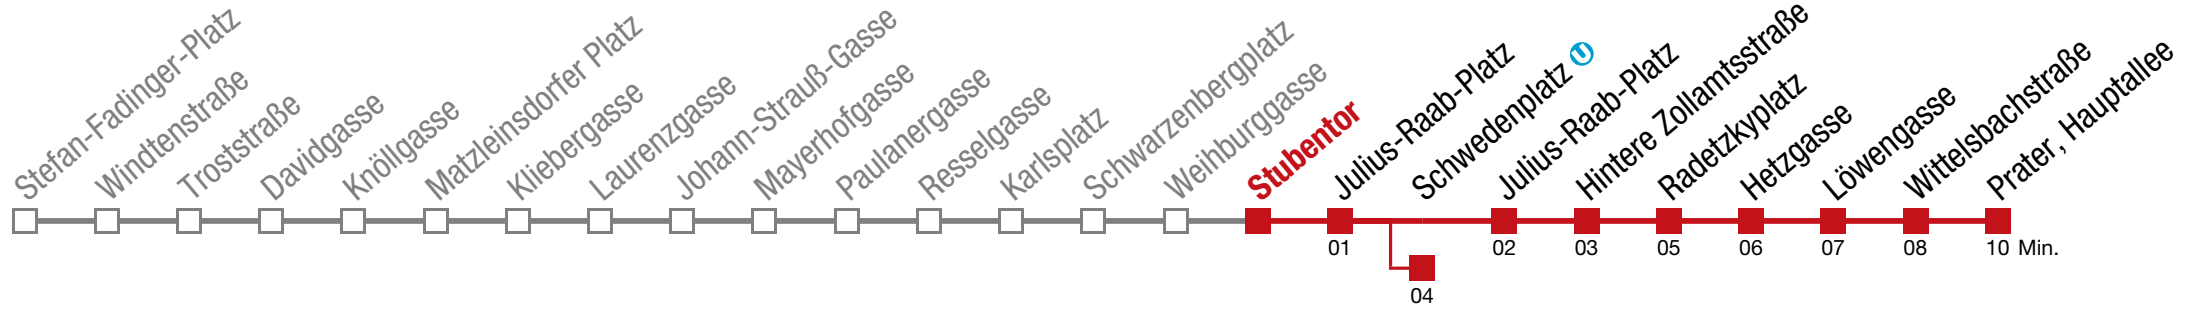 Stefan-Fadinger-Platz
Windtenstraße
Troststraße
Davidgasse
Knöllgasse
Matzleinsdorfer Platz
Kliebergasse
Laurenzgasse
Johann-Strauß-Gasse
Mayerhofgasse
Paulanergasse
Resselgasse
Karlsplatz
Schwarzenbergplatz
Weihburggasse
Stubentor
Julius-Raab-Platz
Schwedenplatz U
Julius-Raab-Platz
Hintere Zollamtsstraße
Radetzkyplatz
Hetzgasse
Löwengasse
Wittelsbachstraße
Prater, Hauptallee
01 02 03 05 06 07 08 10 Min.
04